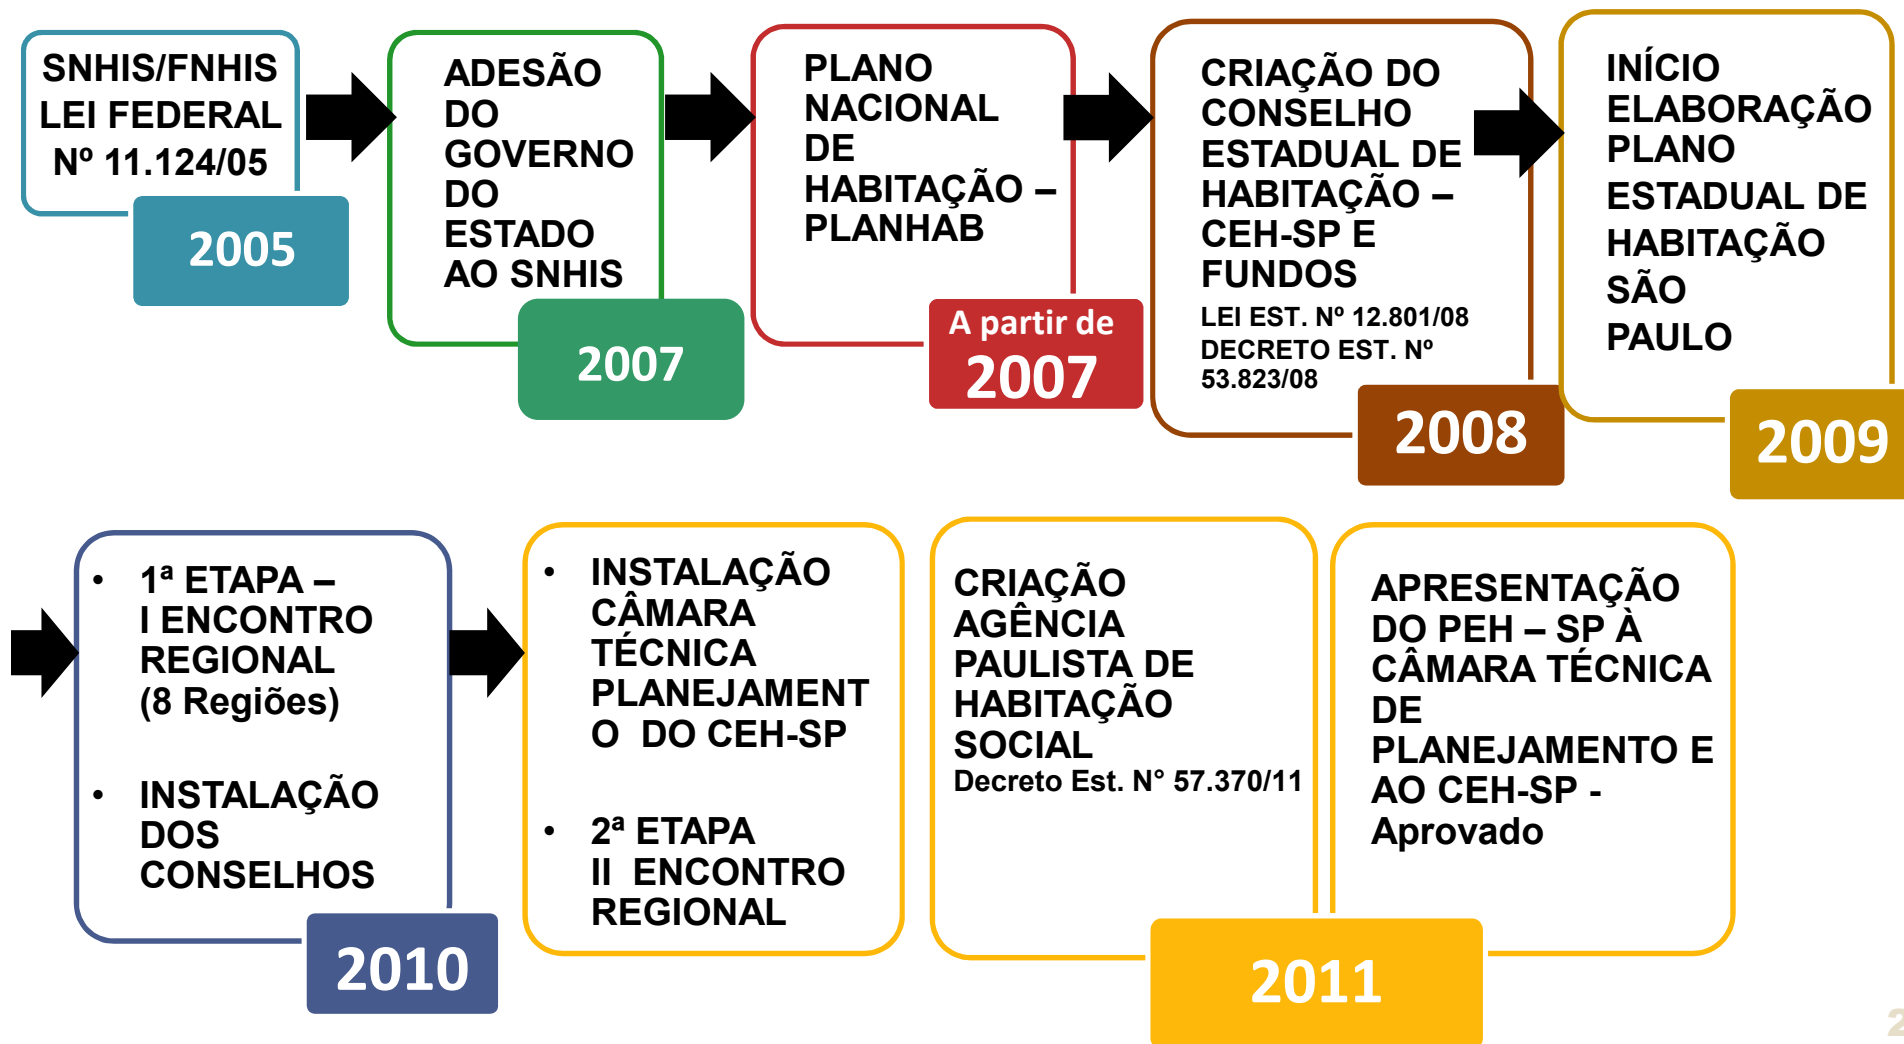 SNHIS/FNHIS
LEI FEDERAL
Nº 11.124/05
2005
ADESÃO
DO
GOVERNO
DO
ESTADO
AO SNHIS
2007
PLANO
NACIONAL
DE
HABITAÇÃO –
PLANHAB
A partir de
2007
CRIAÇÃO DO
CONSELHO
ESTADUAL DE
HABITAÇÃO –
CEH-SP E
FUNDOS
LEI EST. Nº 12.801/08
DECRETO EST. Nº
53.823/08
2008
INÍCIO
ELABORAÇÃO
PLANO
ESTADUAL DE
HABITAÇÃO
SÃO
PAULO
2009
• 1ª ETAPA –
I ENCONTRO
REGIONAL
(8 Regiões)
• INSTALAÇÃO
DOS
CONSELHOS
2010
• INSTALAÇÃO
CÂMARA
TÉCNICA
PLANEJAMENT
O DO CEH-SP
• 2ª ETAPA
II ENCONTRO
REGIONAL
CRIAÇÃO
AGÊNCIA
PAULISTA DE
HABITAÇÃO
SOCIAL
Decreto Est. N° 57.370/11
APRESENTAÇÃO
DO PEH – SP À
CÂMARA TÉCNICA
DE
PLANEJAMENTO E
AO CEH-SP -
Aprovado
2011
2